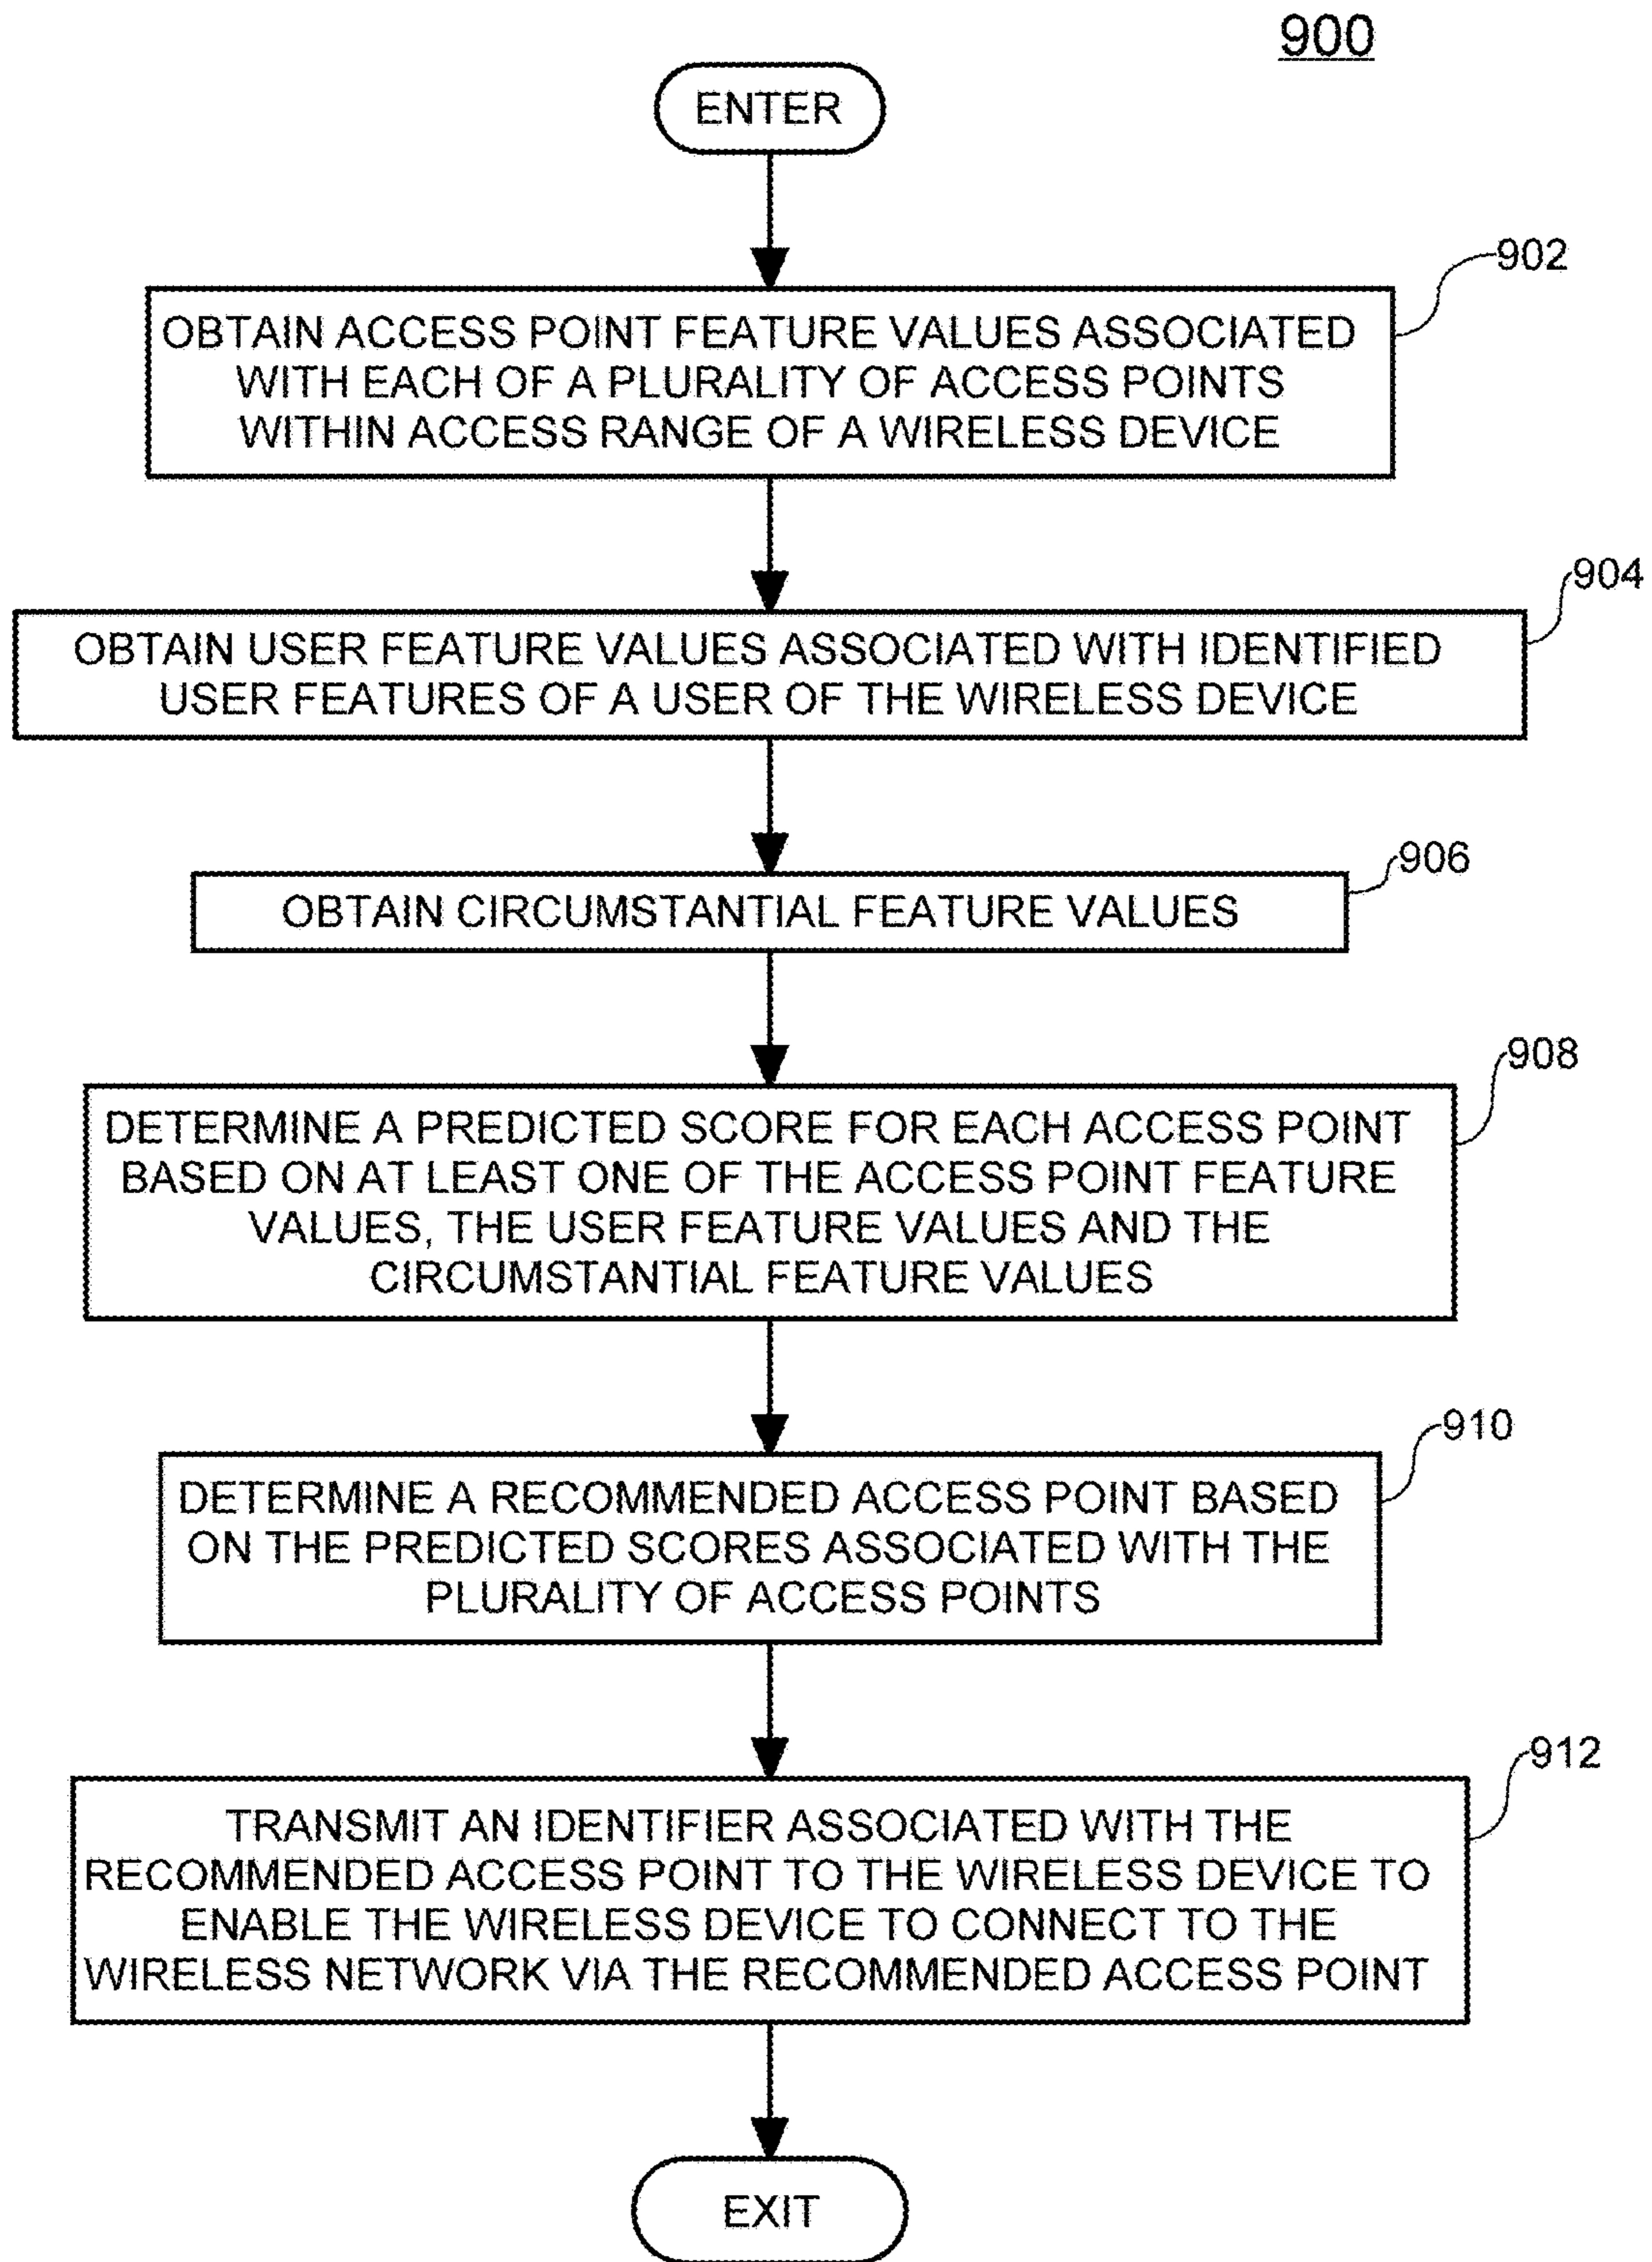 900
ENTER
902
OBTAIN ACCESS POINT FEATURE VALUES ASSOCIATED
WITH EACH OF A PLURALITY OF ACCESS POINTS
WITHIN ACCESS RANGE OF A WIRELESS DEVICE
904
OBTAIN USER FEATURE VALUES ASSOCIATED WITH IDENTIFIED
USER FEATURES OF A USER OF THE WIRELESS DEVICE
906
OBTAIN CIRCUMSTANTIAL FEATURE VALUES
908
DETERMINE A PREDICTED SCORE FOR EACH ACCESS POINT
BASED ON AT LEAST ONE OF THE ACCESS POINT FEATURE
VALUES, THE USER FEATURE VALUES AND THE
CIRCUMSTANTIAL FEATURE VALUES
910
DETERMINE A RECOMMENDED ACCESS POINT BASED
ON THE PREDICTED SCORES ASSOCIATED WITH THE
PLURALITY OF ACCESS POINTS
912
TRANSMIT AN IDENTIFIER ASSOCIATED WITH THE
RECOMMENDED ACCESS POINT TO THE WIRELESS DEVICE TO
ENABLE THE WIRELESS DEVICE TO CONNECT TO THE
WIRELESS NETWORK VIA THE RECOMMENDED ACCESS POINT
EXIT